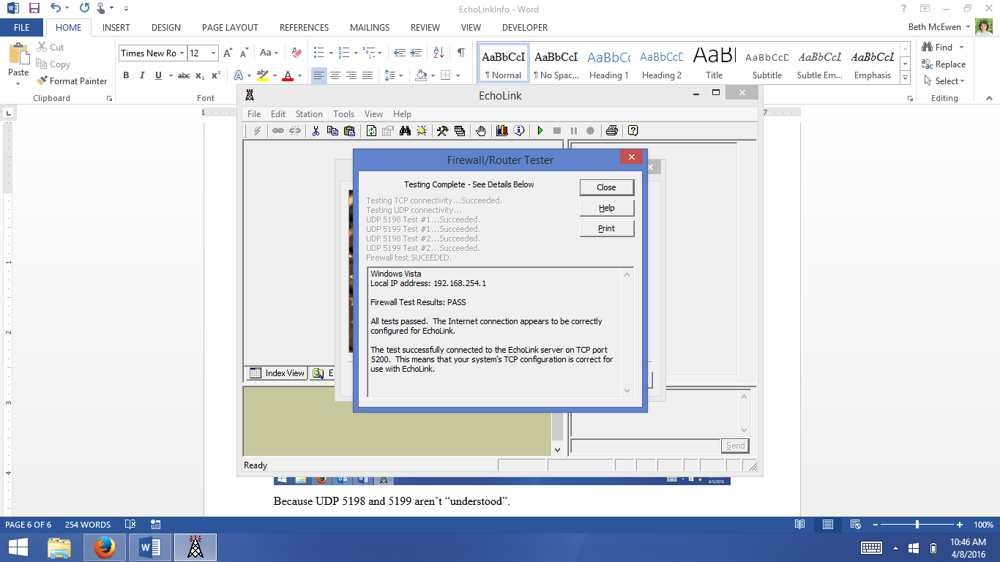 EchoLinkInfo - Word
FILE HOME INSERT DESIGN PAGE LAYOUT REFERENCES MAILINGS REVIEW VIEW DEVELOPER Beth McEwen
Paste
Cut
Copy
Format Painter
Clipboard
Times New Ro 12
Font
AaBbCcI ¶ Normal
AaBbCcI ¶ No Spac...
AaBbCc Heading 1
AaBbCcD Heading 2
AaBl Title
AaBbCcD Subtitle
AaBbCcL Subtle Em...
AaBbCcL Emphasis
Find
Replace
Select
Editing
EchoLink
File Edit Station Tools View Help
Firewall/Router Tester
Testing Complete - See Details Below
Close
Help
Print
Testing TCP connectivity...Succeeded.
Testing UDP connectivity...
UDP 5198 Test #1...Succeeded.
UDP 5199 Test #1...Succeeded.
UDP 5198 Test #2...Succeeded.
UDP 5199 Test #2...Succeeded.
Firewall test SUCEEDED.
Windows Vista
Local IP address: 192.168.254.1
Firewall Test Results: PASS
All tests passed.  The Internet connection appears to be correctly
configured for EchoLink.
The test successfully connected to the EchoLink server on TCP port
5200.  This means that your system's TCP configuration is correct for
use with EchoLink.
Index View E
Send
Ready
4/5/2016
Because UDP 5198 and 5199 aren’t “understood”.
PAGE 6 OF 6 254 WORDS 100%
10:46 AM
4/8/2016